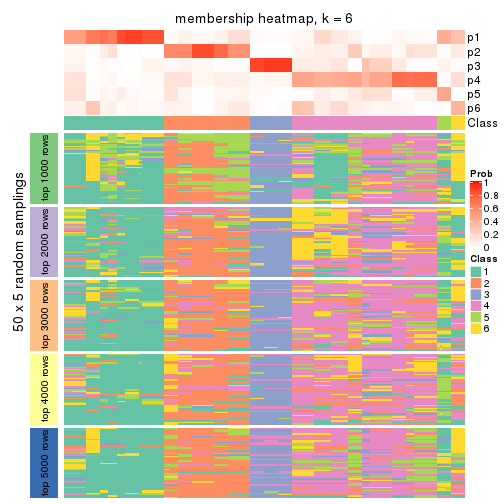 membership heatmap, k = 6
p1
p2
p3
p4
p5
p6
Class
50 x 5 random samplings
top 1000 rows
top 2000 rows
top 3000 rows
top 4000 rows
top 5000 rows
Prob
1
0.8
0.6
0.4
0.2
0
Class
1
2
3
4
5
6